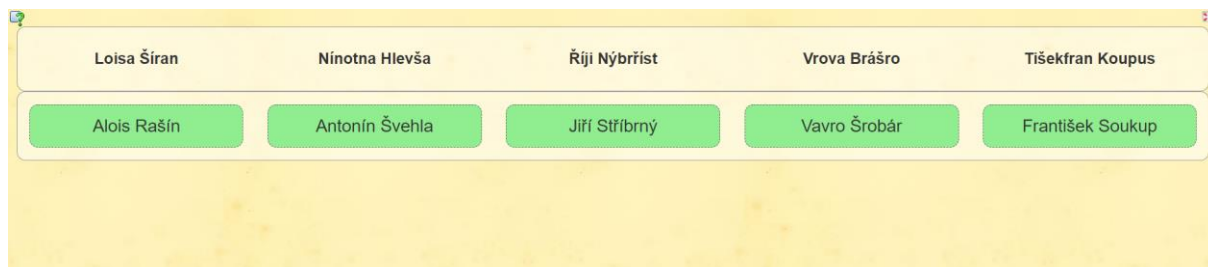 Loisa Šíran Nínotna Hlevša Říji Nýbrříst Vrova Brášro Tišekfran Koupus
Alois Rašín Antonín Švehla Jiří Stříbrný Vavro Šrobár František Soukup